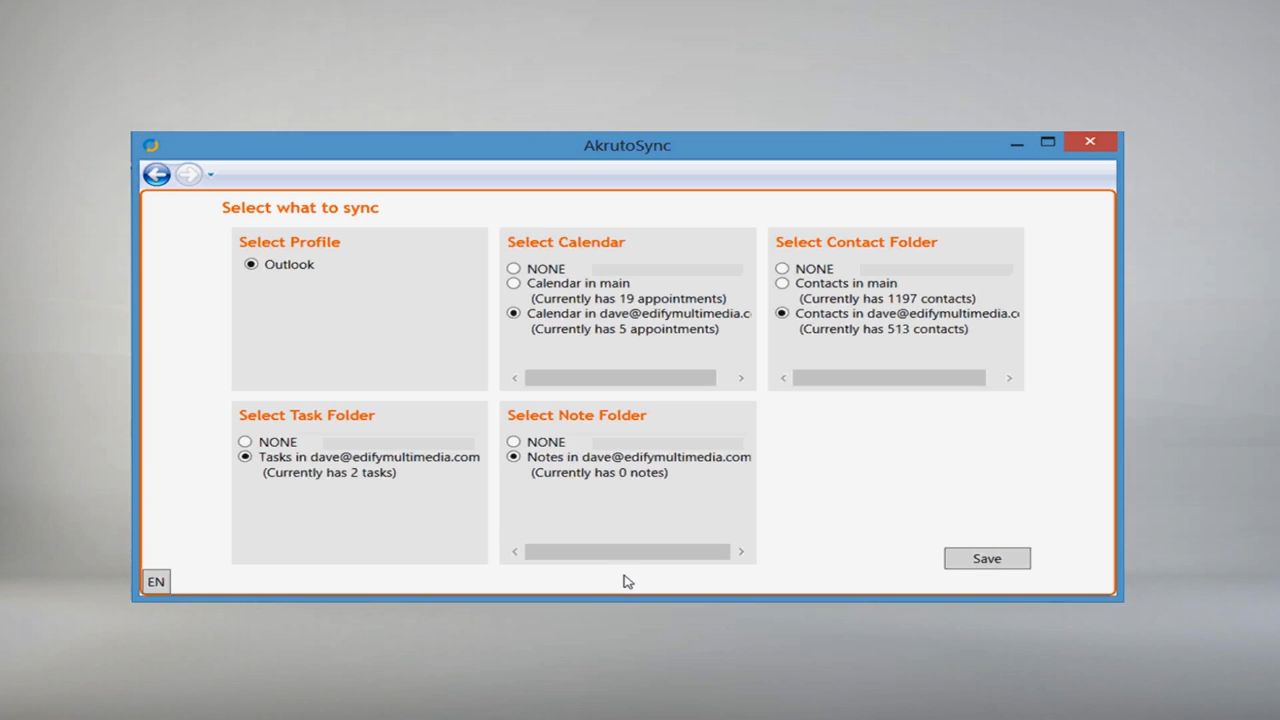 AkrutoSync
Select what to sync
Select Profile
Outlook
Select Calendar
NONE
Calendar in main
(Currently has 19 appointments)
Calendar in dave@edifymultimedia.c
(Currently has 5 appointments)
Select Contact Folder
NONE
Contacts in main
(Currently has 1197 contacts)
Contacts in dave@edifymultimedia.c
(Currently has 513 contacts)
Select Task Folder
NONE
Tasks in dave@edifymultimedia.com
(Currently has 2 tasks)
Select Note Folder
NONE
Notes in dave@edifymultimedia.com
(Currently has 0 notes)
Save
EN